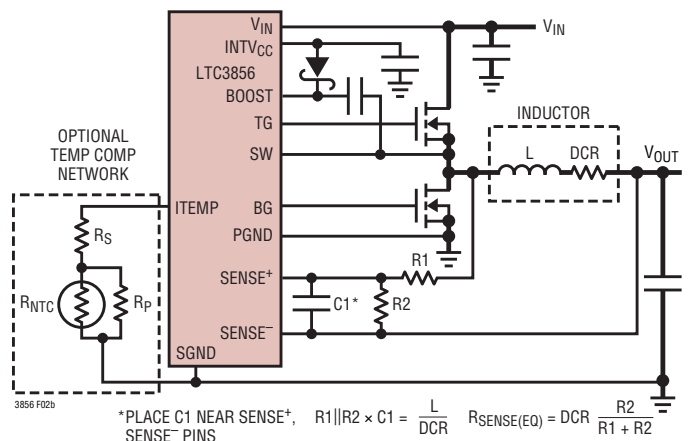 V_IN
INTV_CC
LTC3856
BOOST
TG
SW
ITEMP
BG
PGND
SENSE⁺
SENSE⁻
SGND
V_IN
INDUCTOR
L DCR
V_OUT
OPTIONAL
TEMP COMP
NETWORK
R_S
R_NTC
R_P
R1
C1*
R2
3856 F02b
*PLACE C1 NEAR SENSE⁺,
SENSE⁻ PINS
R1||R2 × C1 = L / DCR
R_SENSE(EQ) = DCR R2 / R1 + R2